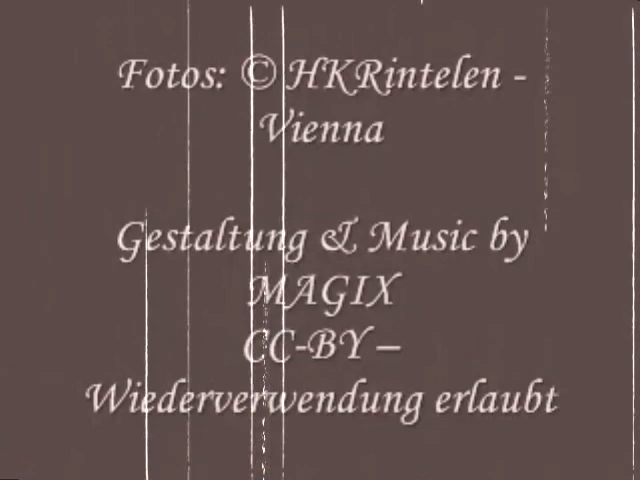 Fotos: © HKRintelen -
Vienna
Gestaltung & Music by
MAGIX
CC-BY –
Wiederverwendung erlaubt